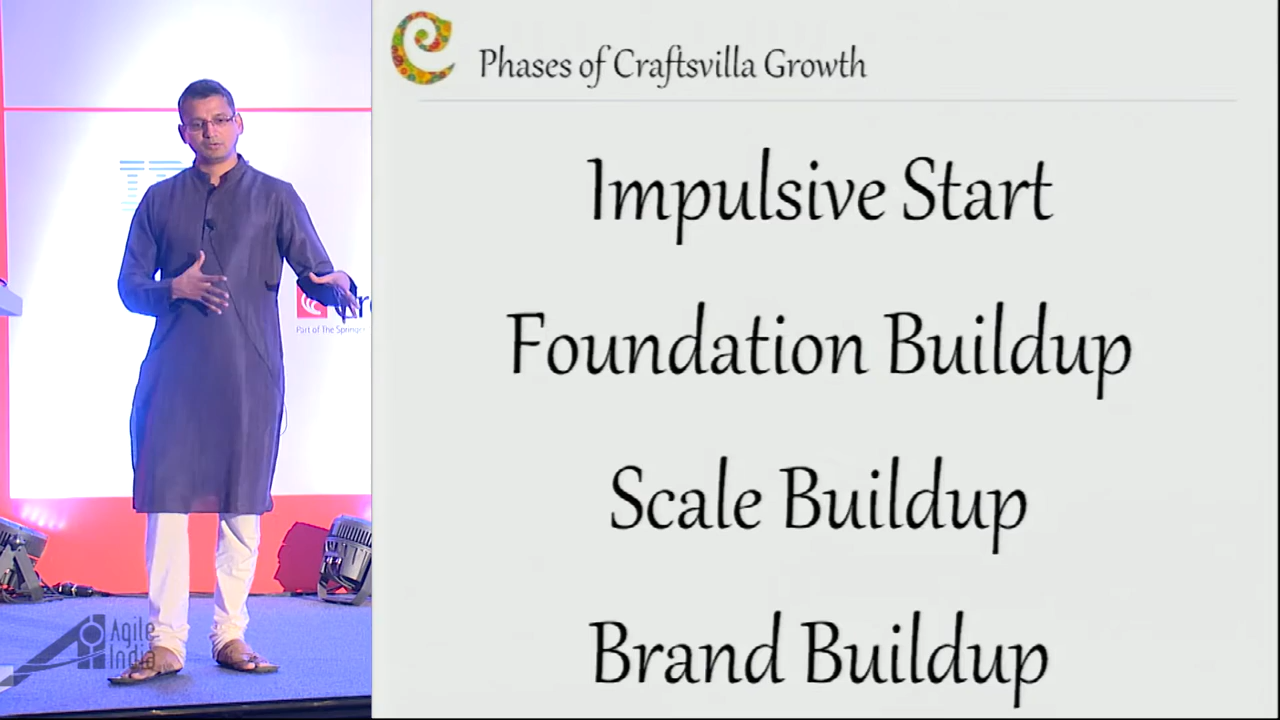 Phases of Craftsvilla Growth
Impulsive Start
Foundation Buildup
Scale Buildup
Brand Buildup
Part of The Springer
Agile
India